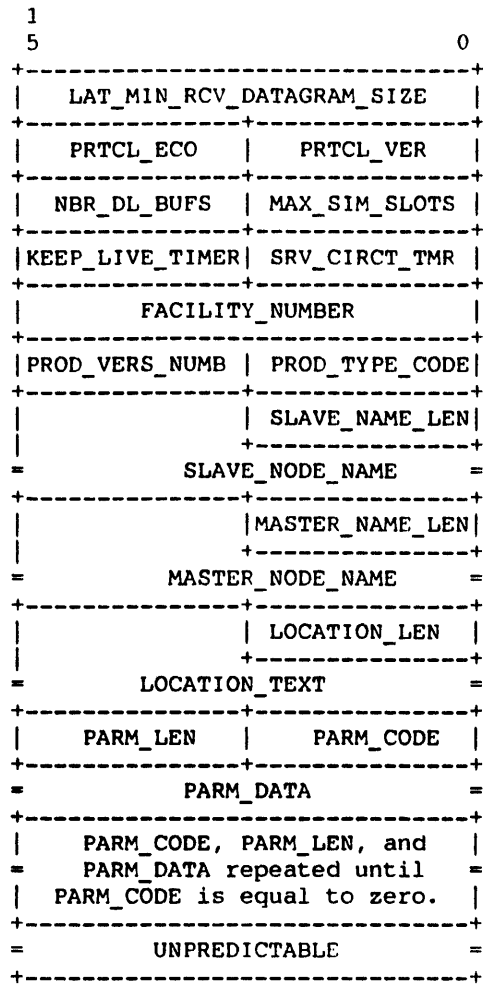 1
5 0
LAT_MIN_RCV_DATAGRAM_SIZE
PRTCL_ECO | PRTCL_VER
NBR_DL_BUFS | MAX_SIM_SLOTS
KEEP_LIVE_TIMER | SRV_CIRCT_TMR
FACILITY_NUMBER
PROD_VERS_NUMB | PROD_TYPE_CODE
SLAVE_NAME_LEN
SLAVE_NODE_NAME
MASTER_NAME_LEN
MASTER_NODE_NAME
LOCATION_LEN
LOCATION_TEXT
PARM_LEN | PARM_CODE
PARM_DATA
PARM_CODE, PARM_LEN, and
PARM_DATA repeated until
PARM_CODE is equal to zero.
UNPREDICTABLE